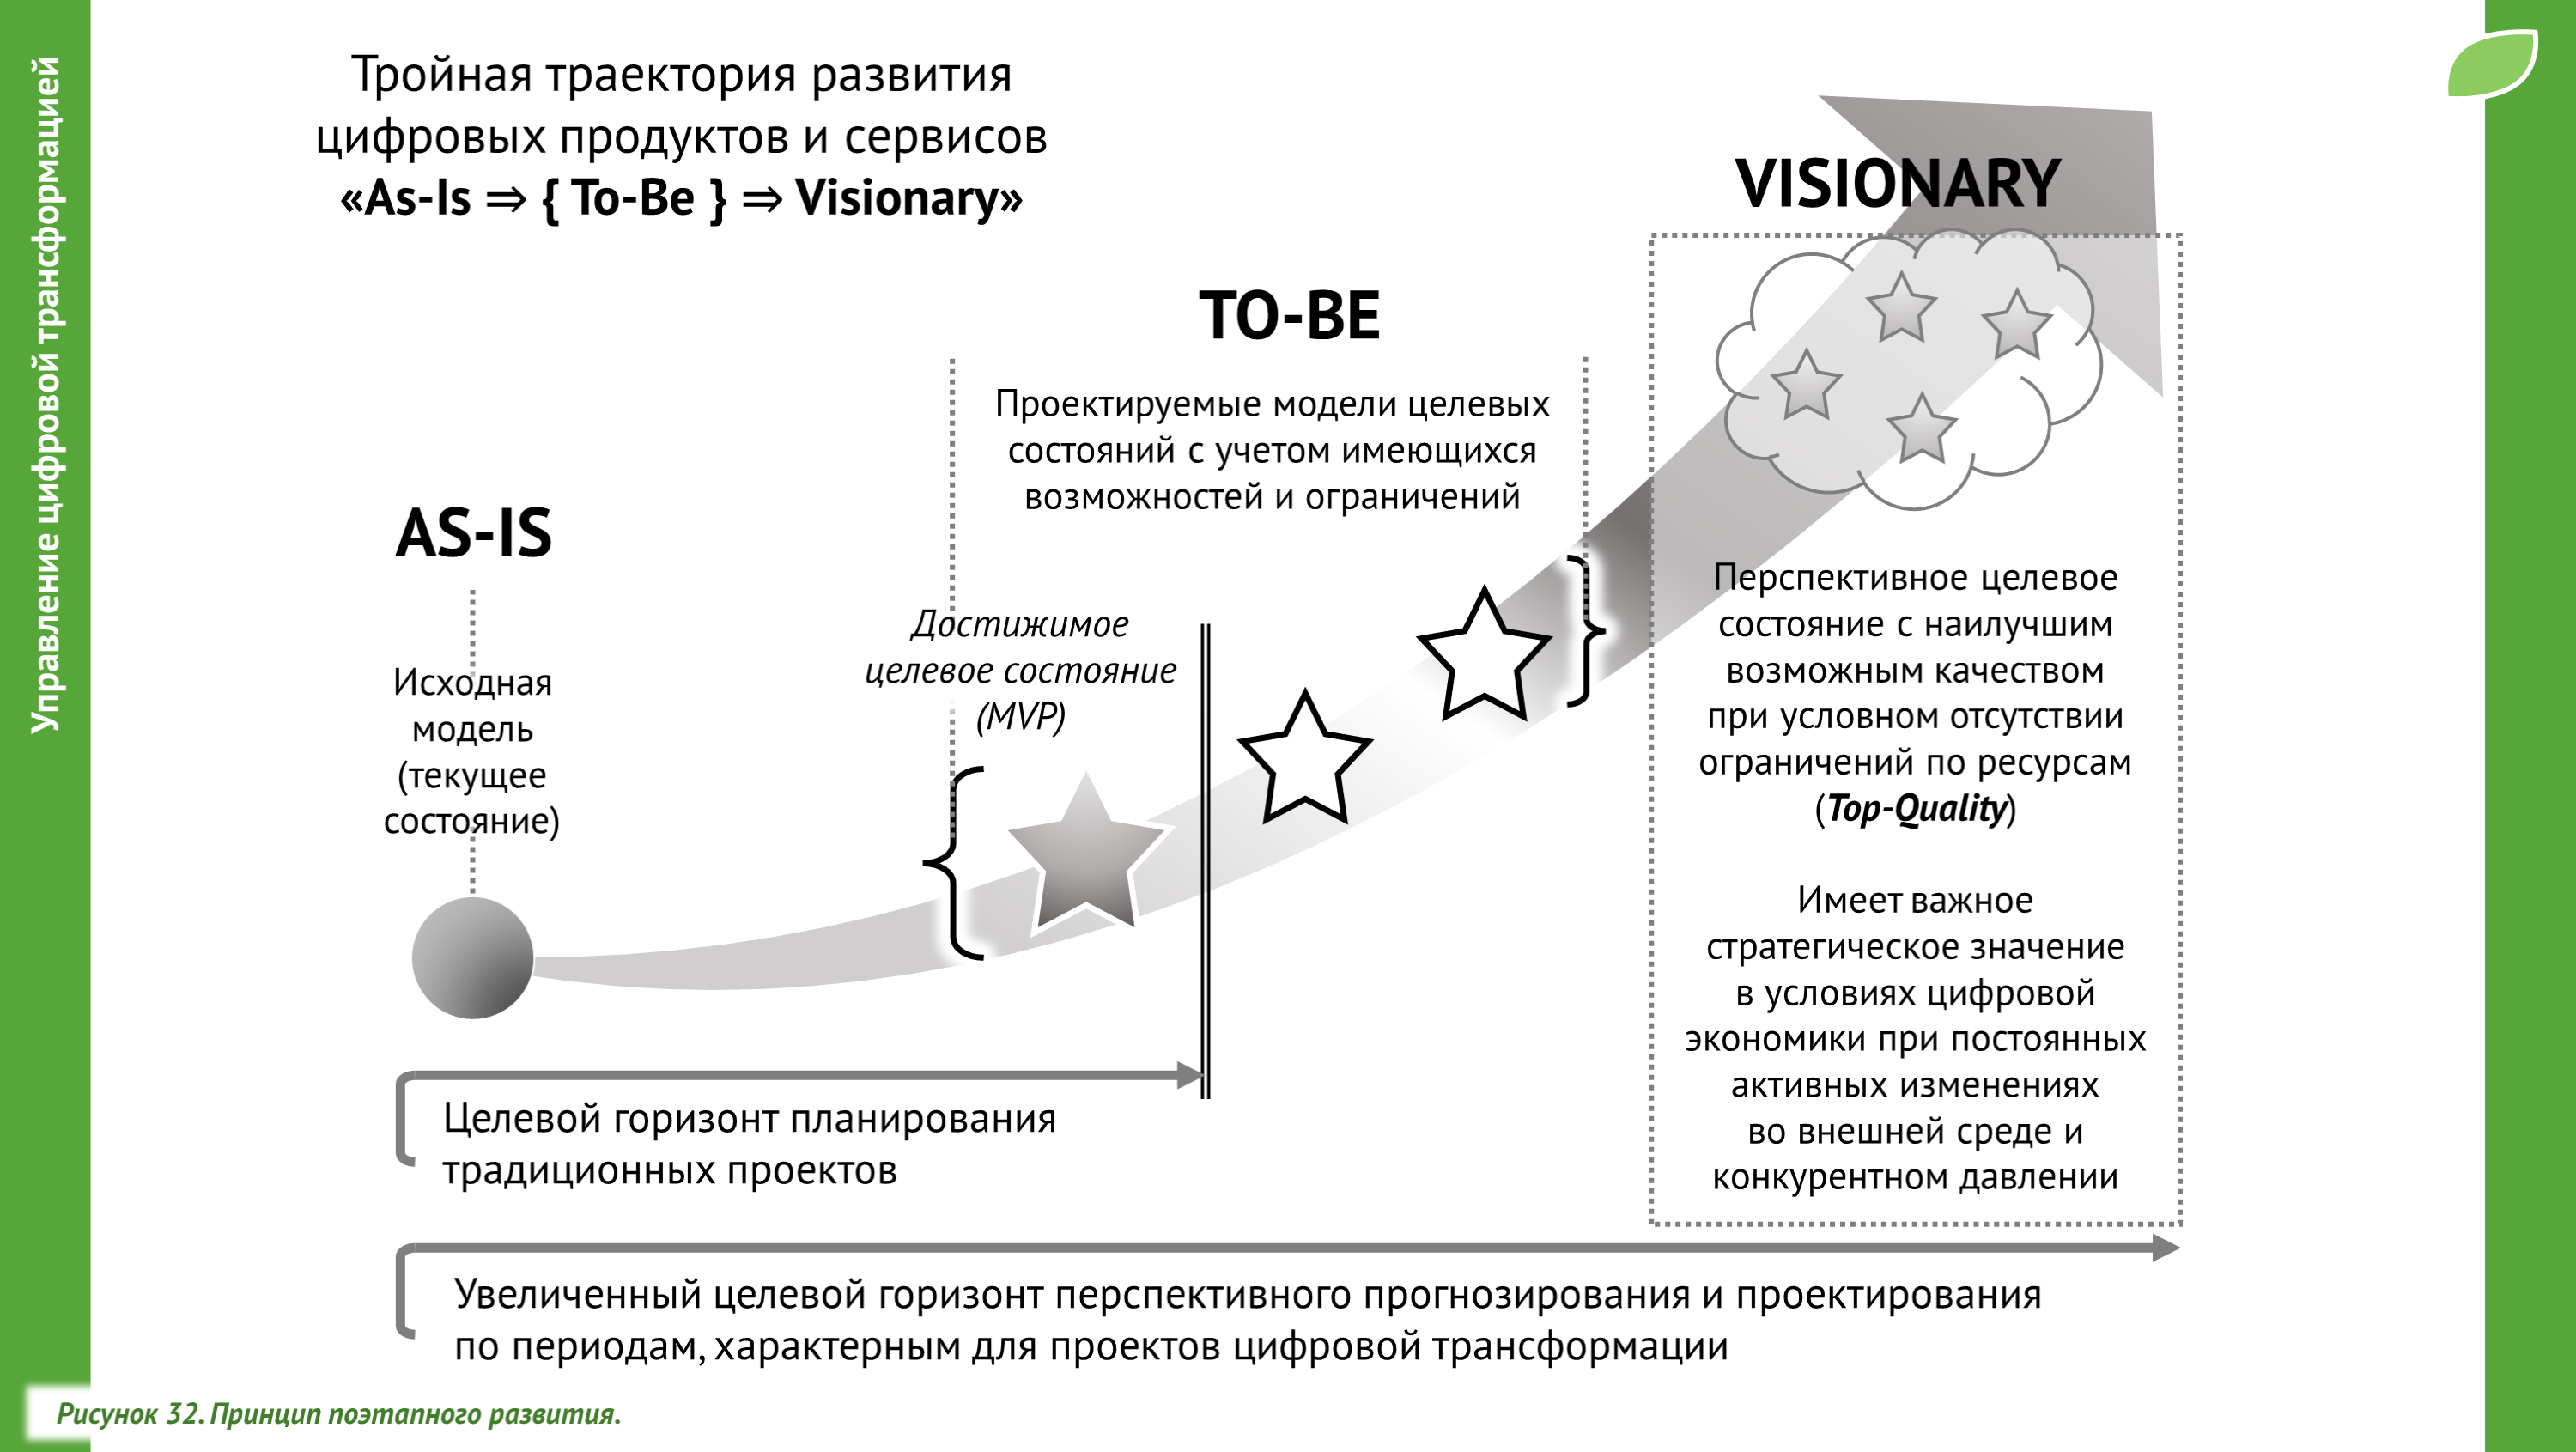 Управление цифровой трансформацией
Тройная траектория развития
цифровых продуктов и сервисов
«As-Is ⇒ { To-Be } ⇒ Visionary»
AS-IS
Исходная
модель
(текущее
состояние)
TO-BE
Проектируемые модели целевых
состояний с учетом имеющихся
возможностей и ограничений
Достижимое
целевое состояние
(MVP)
VISIONARY
Перспективное целевое
состояние с наилучшим
возможным качеством
при условном отсутствии
ограничений по ресурсам
(Top-Quality)
Имеет важное
стратегическое значение
в условиях цифровой
экономики при постоянных
активных изменениях
во внешней среде и
конкурентном давлении
Целевой горизонт планирования
традиционных проектов
Увеличенный целевой горизонт перспективного прогнозирования и проектирования
по периодам, характерным для проектов цифровой трансформации
Рисунок 32. Принцип поэтапного развития.